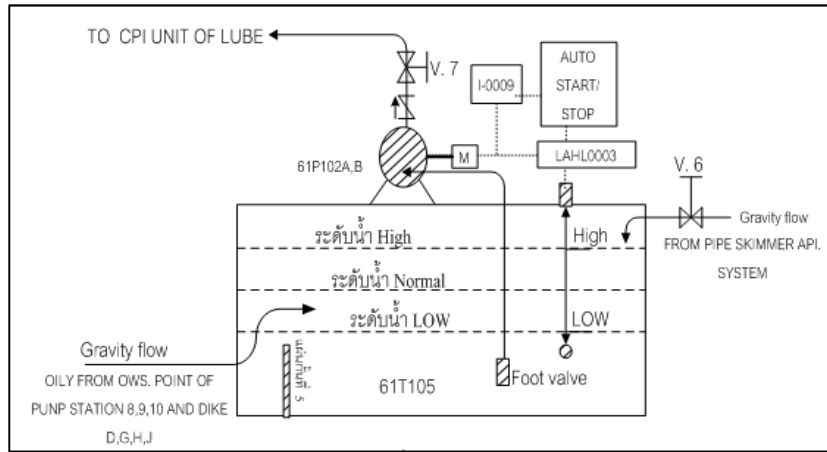 TO CPI UNIT OF LUBE
V. 7
I-0009
AUTO
START/
STOP
61P102A,B
M
LAHL0003
V. 6
ระดับน้ำ High
High
Gravity flow
FROM PIPE SKIMMER API.
SYSTEM
ระดับน้ำ Normal
ระดับน้ำ LOW
LOW
Gravity flow
OILY FROM OWS. POINT OF
PUNP STATION 8,9,10 AND DIKE
D,G,H,J
61T105
Foot valve